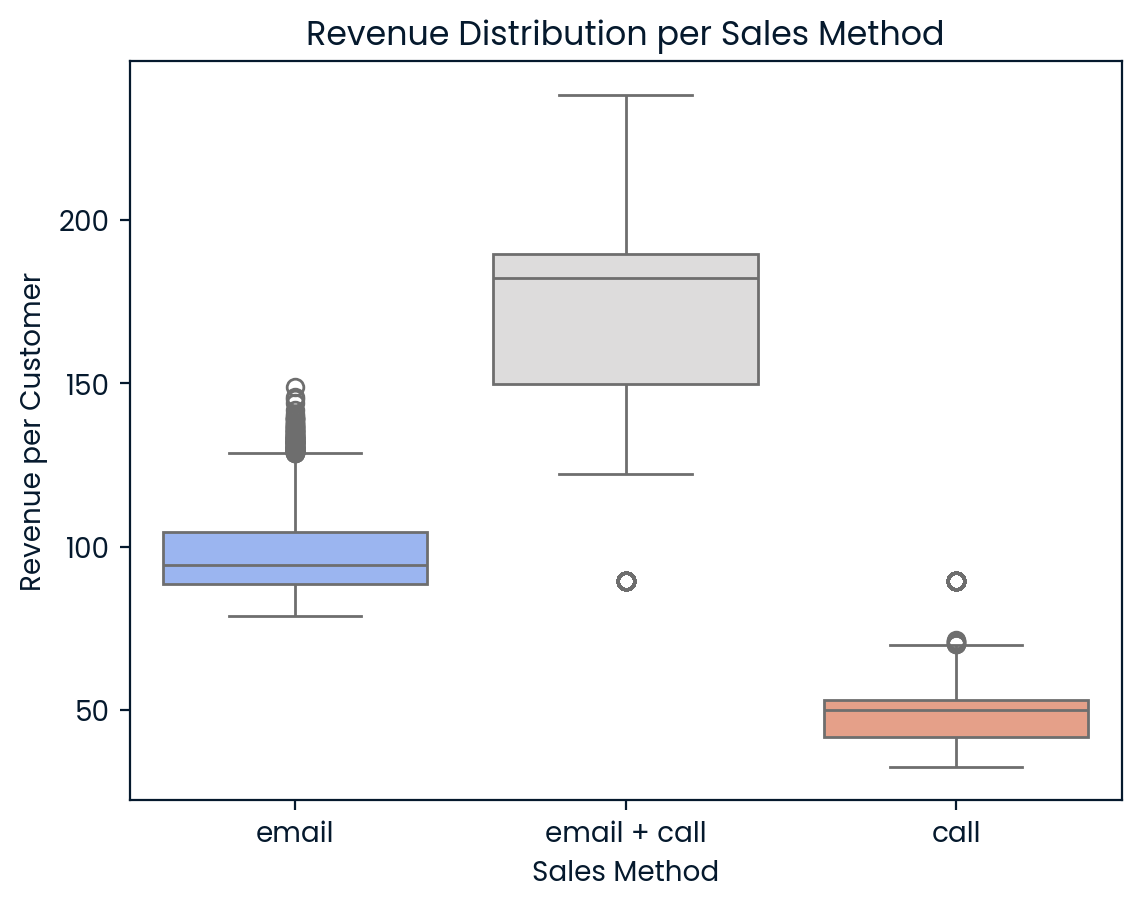 Revenue Distribution per Sales Method
Revenue per Customer
200
150
100
50
email
email + call
call
Sales Method